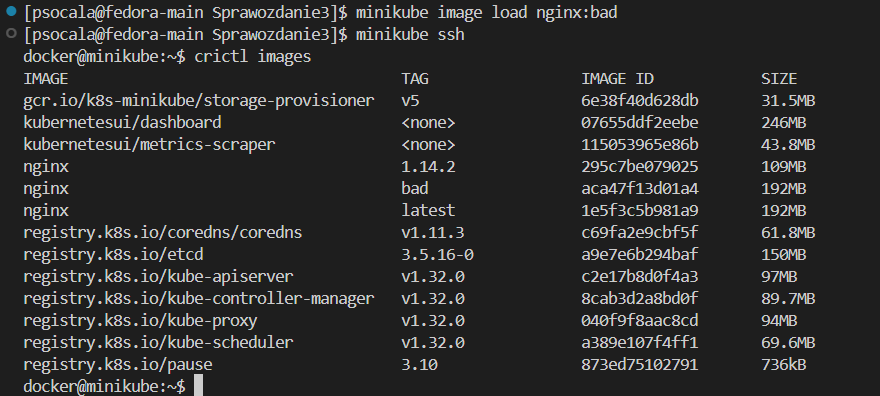 [psocala@fedora-main Sprawozdanie3]$ minikube image load nginx:bad
[psocala@fedora-main Sprawozdanie3]$ minikube ssh
docker@minikube:~$ crictl images
IMAGE TAG IMAGE ID SIZE
gcr.io/k8s-minikube/storage-provisioner v5 6e38f40d628db 31.5MB
kubernetesui/dashboard <none> 07655ddf2eebe 246MB
kubernetesui/metrics-scraper <none> 115053965e86b 43.8MB
nginx 1.14.2 295c7be079025 109MB
nginx bad aca47f13d01a4 192MB
nginx latest 1e5f3c5b981a9 192MB
registry.k8s.io/coredns/coredns v1.11.3 c69fa2e9cbf5f 61.8MB
registry.k8s.io/etcd 3.5.16-0 a9e7e6b294baf 150MB
registry.k8s.io/kube-apiserver v1.32.0 c2e17b8d0f4a3 97MB
registry.k8s.io/kube-controller-manager v1.32.0 8cab3d2a8bd0f 89.7MB
registry.k8s.io/kube-proxy v1.32.0 040f9f8aac8cd 94MB
registry.k8s.io/kube-scheduler v1.32.0 a389e107f4ff1 69.6MB
registry.k8s.io/pause 3.10 873ed75102791 736kB
docker@minikube:~$